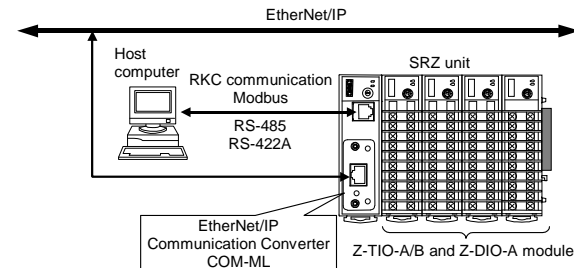 EtherNet/IP
Host
computer
SRZ unit
RKC communication
Modbus
RS-485
RS-422A
EtherNet/IP
Communication Converter
COM-ML
Z-TIO-A/B and Z-DIO-A module